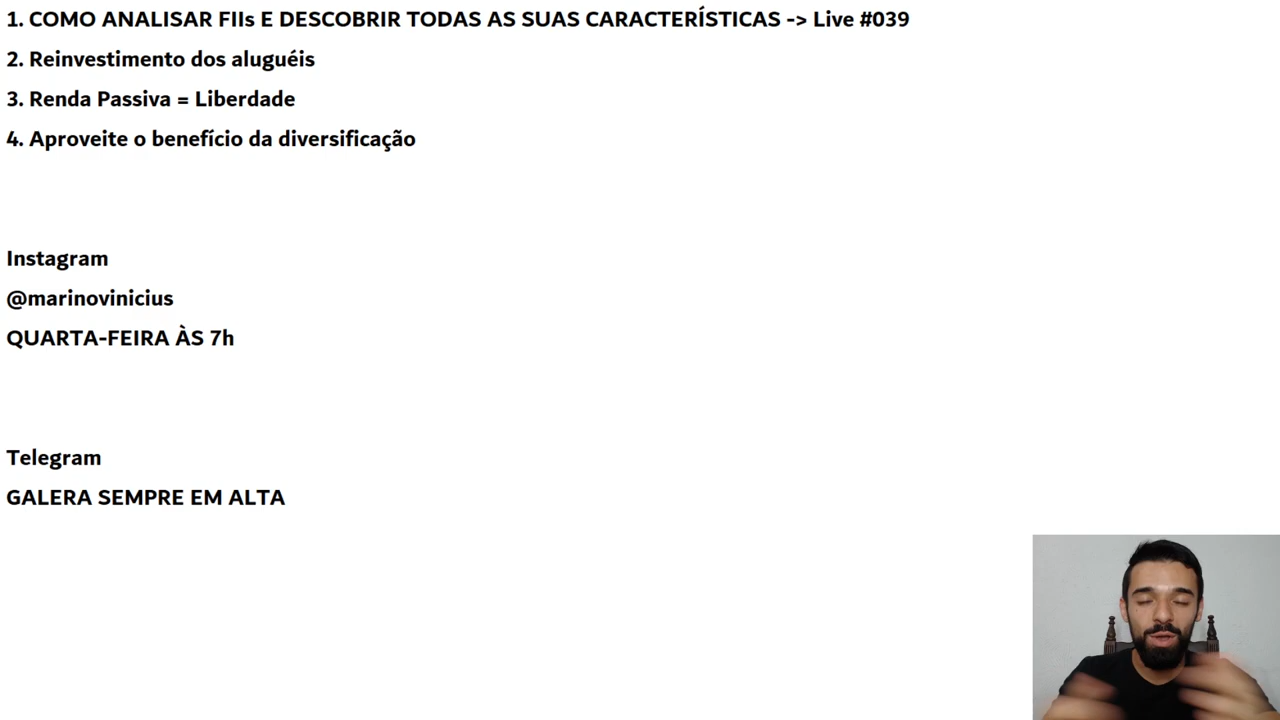 1. COMO ANALISAR FIIs E DESCOBRIR TODAS AS SUAS CARACTERÍSTICAS -> Live #039
2. Reinvestimento dos aluguéis
3. Renda Passiva = Liberdade
4. Aproveite o benefício da diversificação
Instagram
@marinovinicius
QUARTA-FEIRA ÀS 7h
Telegram
GALERA SEMPRE EM ALTA